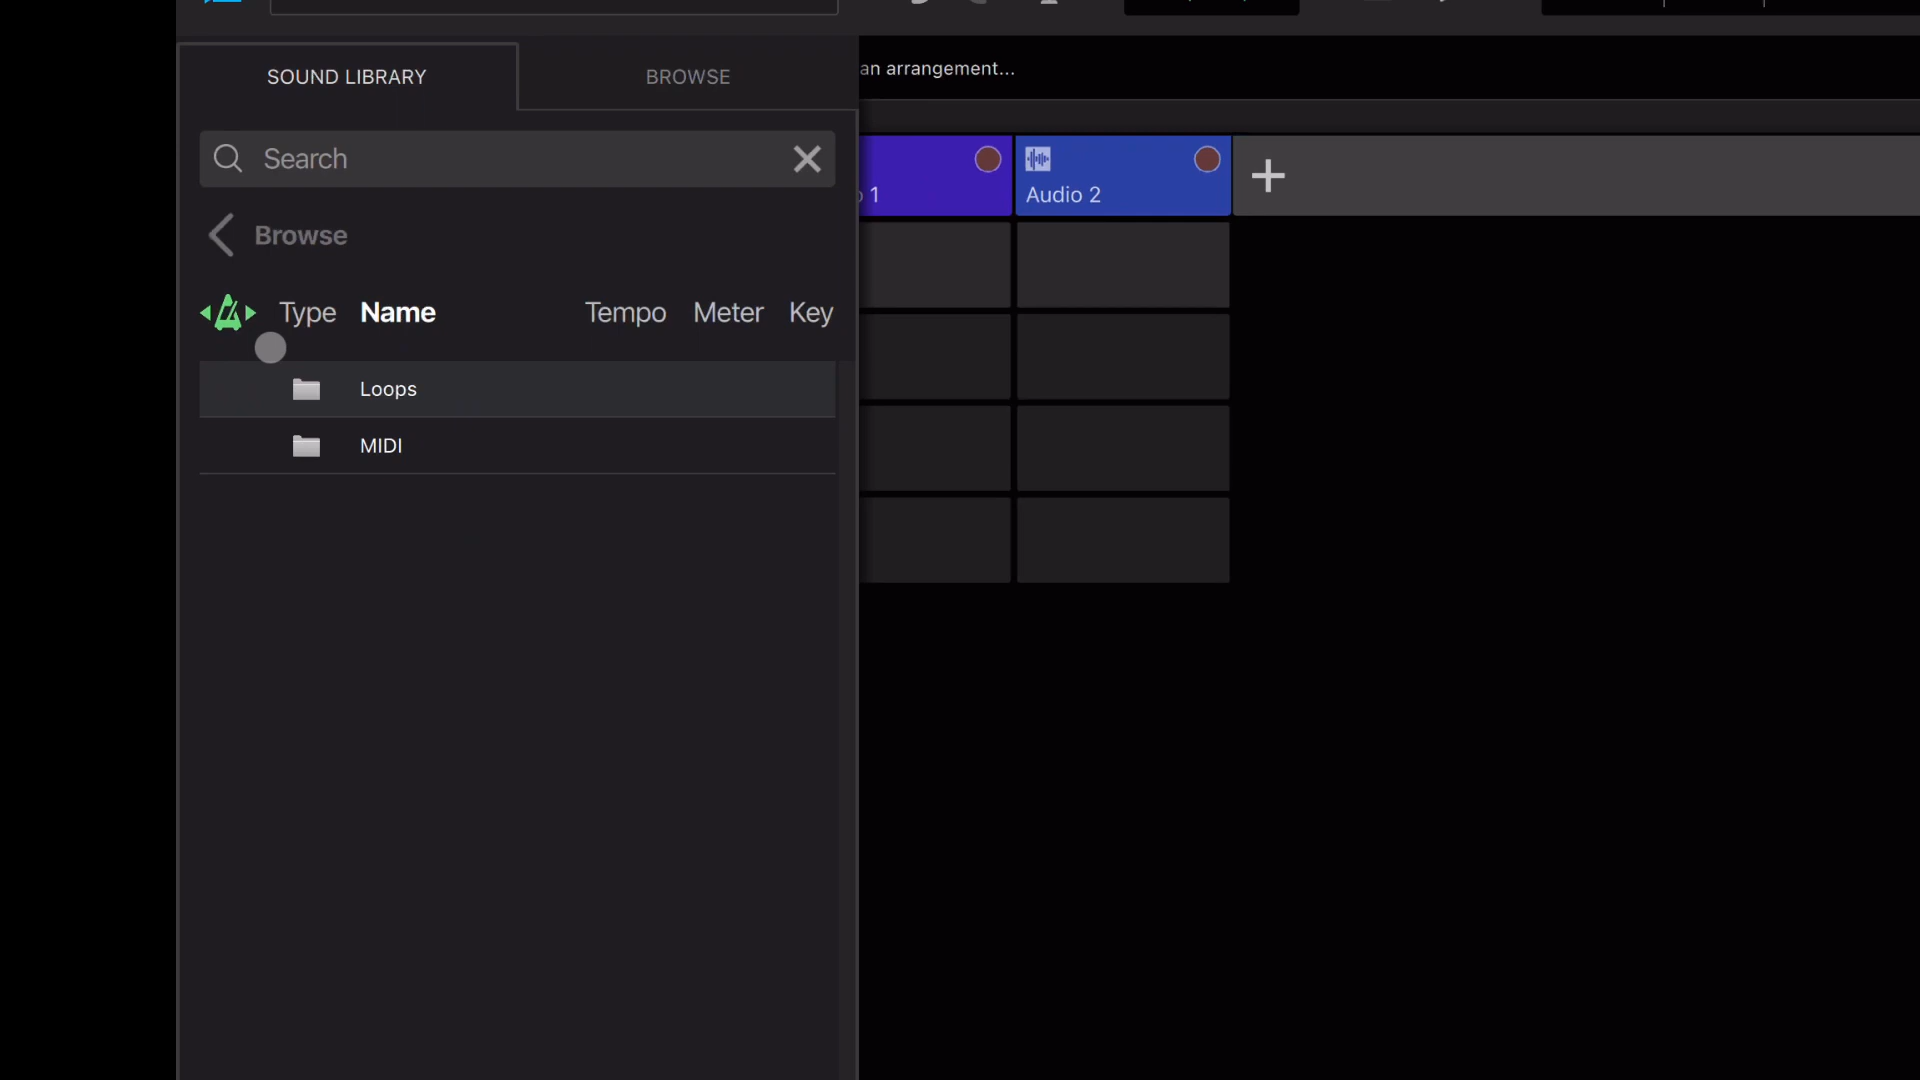 SOUND LIBRARY
BROWSE
an arrangement...
Search
1
Audio 2
Browse
Type Name Tempo Meter Key
Loops
MIDI